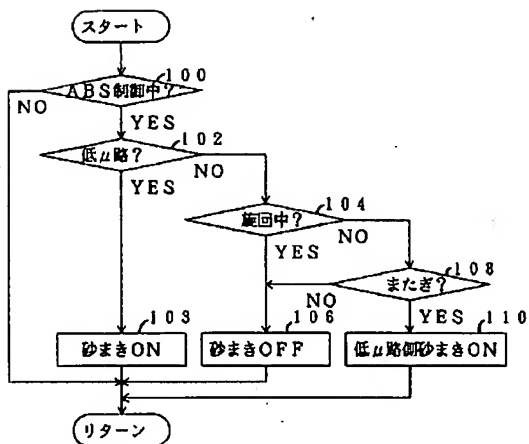 スタート
100
ABS制御中?
NO
YES
102
低μ路?
NO
YES
104
旋回中?
NO
YES
108
またぎ?
NO
YES
103
砂まきON
106
砂まきOFF
110
低μ路側砂まきON
リターン